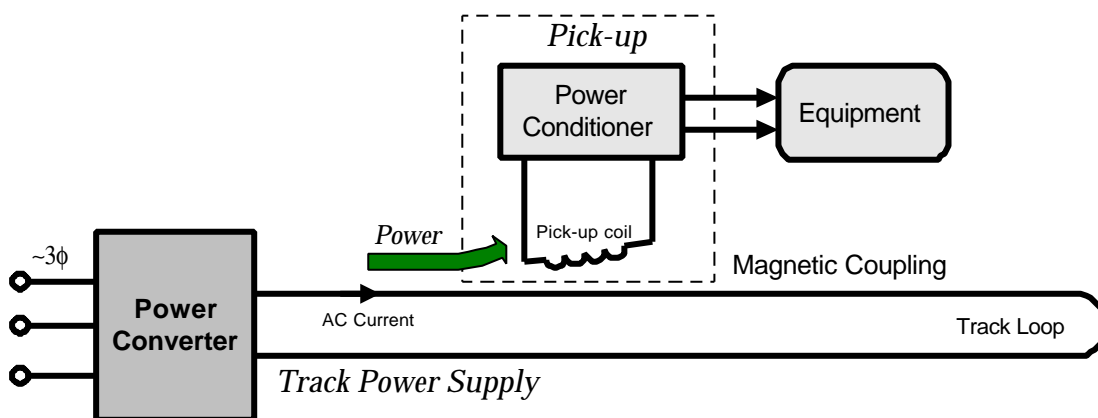 Pick-up
Power
Conditioner
Equipment
Pick-up coil
Power
~3ϕ
Magnetic Coupling
Power
Converter
AC Current
Track Loop
Track Power Supply